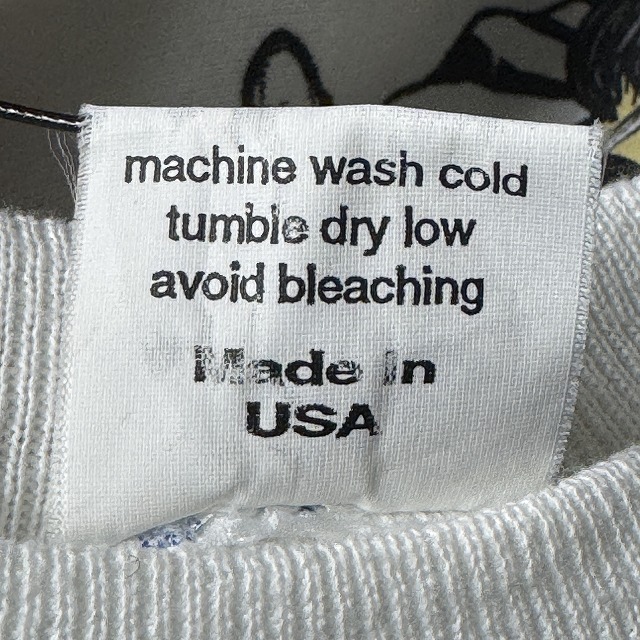 machine wash cold
tumble dry low
avoid bleaching
Made In
USA